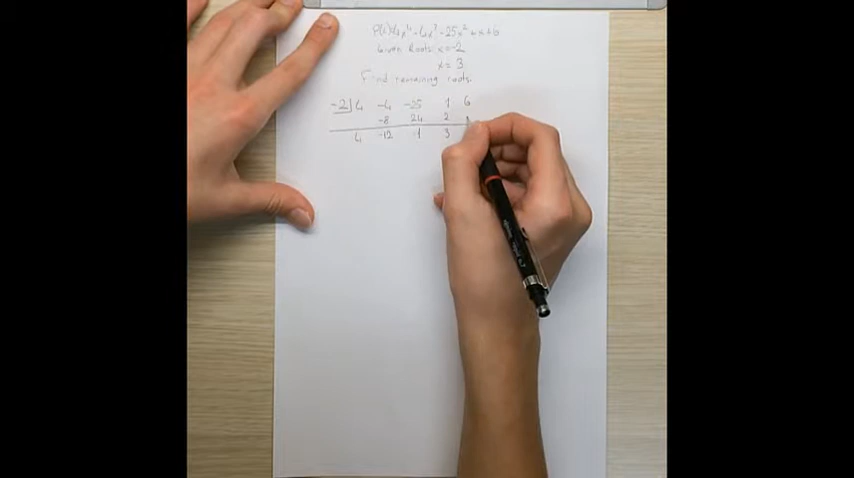 P(x)=4x⁴-4x³-25x²+x+6
Given Roots: x=-2
x=3
Find remaining roots.
-2| 4 -4 -25 1 6
-8 24 2
4 -12 -1 3